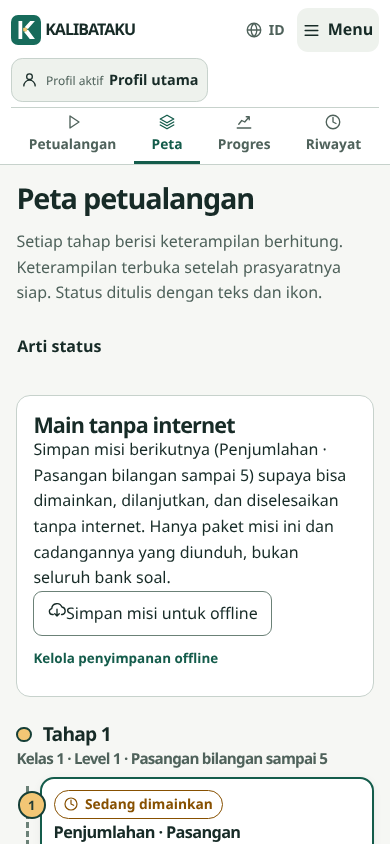 KALIBATAKU
ID
Menu
Profil aktif Profil utama
Petualangan
Peta
Progres
Riwayat
Peta petualangan
Setiap tahap berisi keterampilan berhitung.
Keterampilan terbuka setelah prasyaratnya
siap. Status ditulis dengan teks dan ikon.
Arti status
Main tanpa internet
Simpan misi berikutnya (Penjumlahan ·
Pasangan bilangan sampai 5) supaya bisa
dimainkan, dilanjutkan, dan diselesaikan
tanpa internet. Hanya paket misi ini dan
cadangannya yang diunduh, bukan
seluruh bank soal.
Simpan misi untuk offline
Kelola penyimpanan offline
Tahap 1
Kelas 1 · Level 1 · Pasangan bilangan sampai 5
1
Sedang dimainkan
Penjumlahan · Pasangan